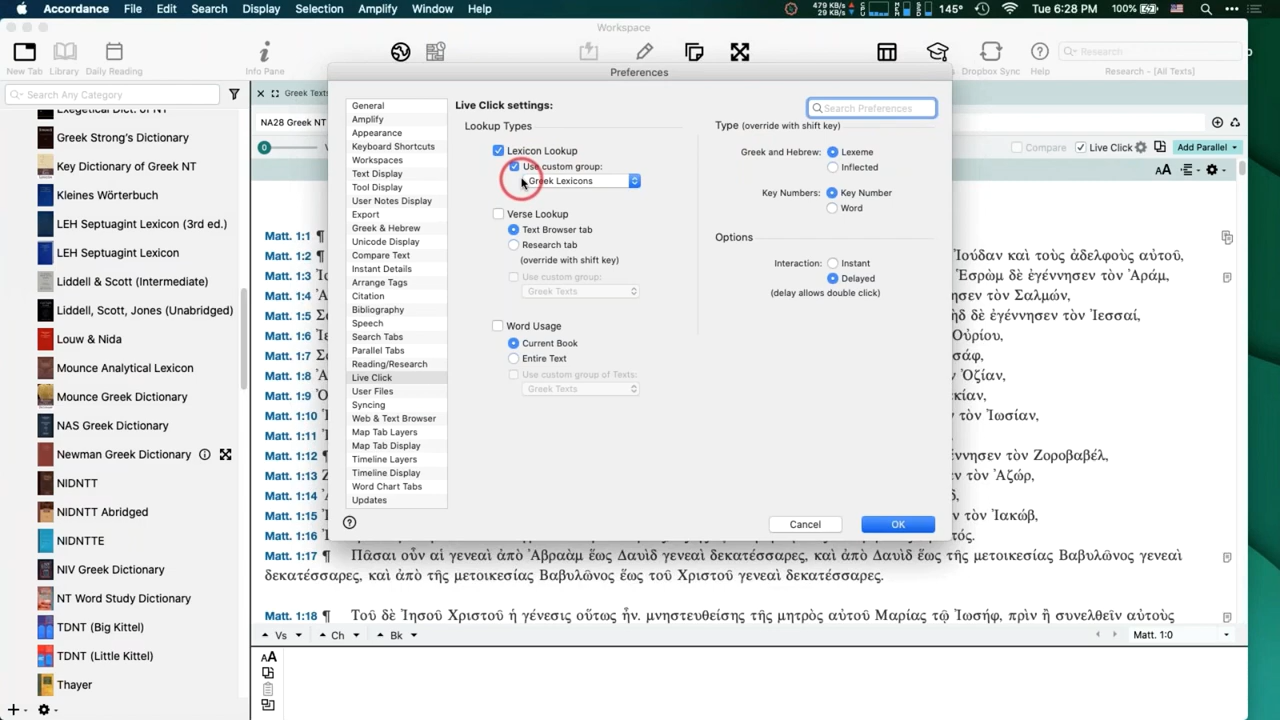 Accordance File Edit Search Display Selection Amplify Window Help
479 KB/s
29 KB/s
145° Tue 6:28 PM 100%
Workspace
New Tab Library Daily Reading
Info Pane
Dropbox Sync Help
Research
Research - [All Texts]
Search Any Category
Greek Strong's Dictionary
Key Dictionary of Greek NT
Kleines Wörterbuch
LEH Septuagint Lexicon (3rd ed.)
LEH Septuagint Lexicon
Liddell & Scott (Intermediate)
Liddell, Scott, Jones (Unabridged)
Louw & Nida
Mounce Analytical Lexicon
Mounce Greek Dictionary
NAS Greek Dictionary
Newman Greek Dictionary
NIDNTT
NIDNTT Abridged
NIDNTTE
NIV Greek Dictionary
NT Word Study Dictionary
TDNT (Big Kittel)
TDNT (Little Kittel)
Thayer
Greek Texts
NA28 Greek NT
0
Compare Live Click Add Parallel
Preferences
Search Preferences
General
Amplify
Appearance
Keyboard Shortcuts
Workspaces
Text Display
Tool Display
User Notes Display
Export
Greek & Hebrew
Unicode Display
Compare Text
Instant Details
Arrange Tags
Citation
Bibliography
Speech
Search Tabs
Parallel Tabs
Reading/Research
Live Click
User Files
Syncing
Web & Text Browser
Map Tab Layers
Map Tab Display
Timeline Layers
Timeline Display
Word Chart Tabs
Updates
Live Click settings:
Lookup Types
Lexicon Lookup
Use custom group:
Greek Lexicons
Verse Lookup
Text Browser tab
Research tab
(override with shift key)
Use custom group:
Greek Texts
Word Usage
Current Book
Entire Text
Use custom group of Texts:
Greek Texts
Type (override with shift key)
Greek and Hebrew: Lexeme
Inflected
Key Numbers: Key Number
Word
Options
Interaction: Instant
Delayed
(delay allows double click)
Cancel OK
Matt. 1:1 ¶
Matt. 1:2 ¶ Ἰούδαν καὶ τοὺς ἀδελφοὺς αὐτοῦ,
Matt. 1:3 Ἑσρὼμ δὲ ἐγέννησεν τὸν Ἀράμ,
Matt. 1:4 ησεν τὸν Σαλμών,
Matt. 1:5 ὴδ δὲ ἐγέννησεν τὸν Ἰεσσαί,
Matt. 1:6 Οὐρίου,
Matt. 1:7 σάφ,
Matt. 1:8 Ὀζίαν,
Matt. 1:9 εκίαν,
Matt. 1:10 ν τὸν Ἰωσίαν,
Matt. 1:11
Matt. 1:12 ἐννησεν τὸν Ζοροβαβέλ,
Matt. 1:13 ν τὸν Ἀζώρ,
Matt. 1:14
Matt. 1:15 σεν τὸν Ἰακώβ,
Matt. 1:16 τός.
Matt. 1:17 ¶ Πᾶσαι οὖν αἱ γενεαὶ ἀπὸ Ἀβραὰμ ἕως Δαυὶδ γενεαὶ δεκατέσσαρες, καὶ ἀπὸ Δαυὶδ ἕως τῆς μετοικεσίας Βαβυλῶνος γενεαὶ
δεκατέσσαρες, καὶ ἀπὸ τῆς μετοικεσίας Βαβυλῶνος ἕως τοῦ Χριστοῦ γενεαὶ δεκατέσσαρες.
Matt. 1:18 ¶ Τοῦ δὲ Ἰησοῦ Χριστοῦ ἡ γένεσις οὕτως ἦν. μνηστευθείσης τῆς μητρὸς αὐτοῦ Μαρίας τῷ Ἰωσήφ, πρὶν ἢ συνελθεῖν αὐτοὺς
Vs Ch Bk
Matt. 1:0